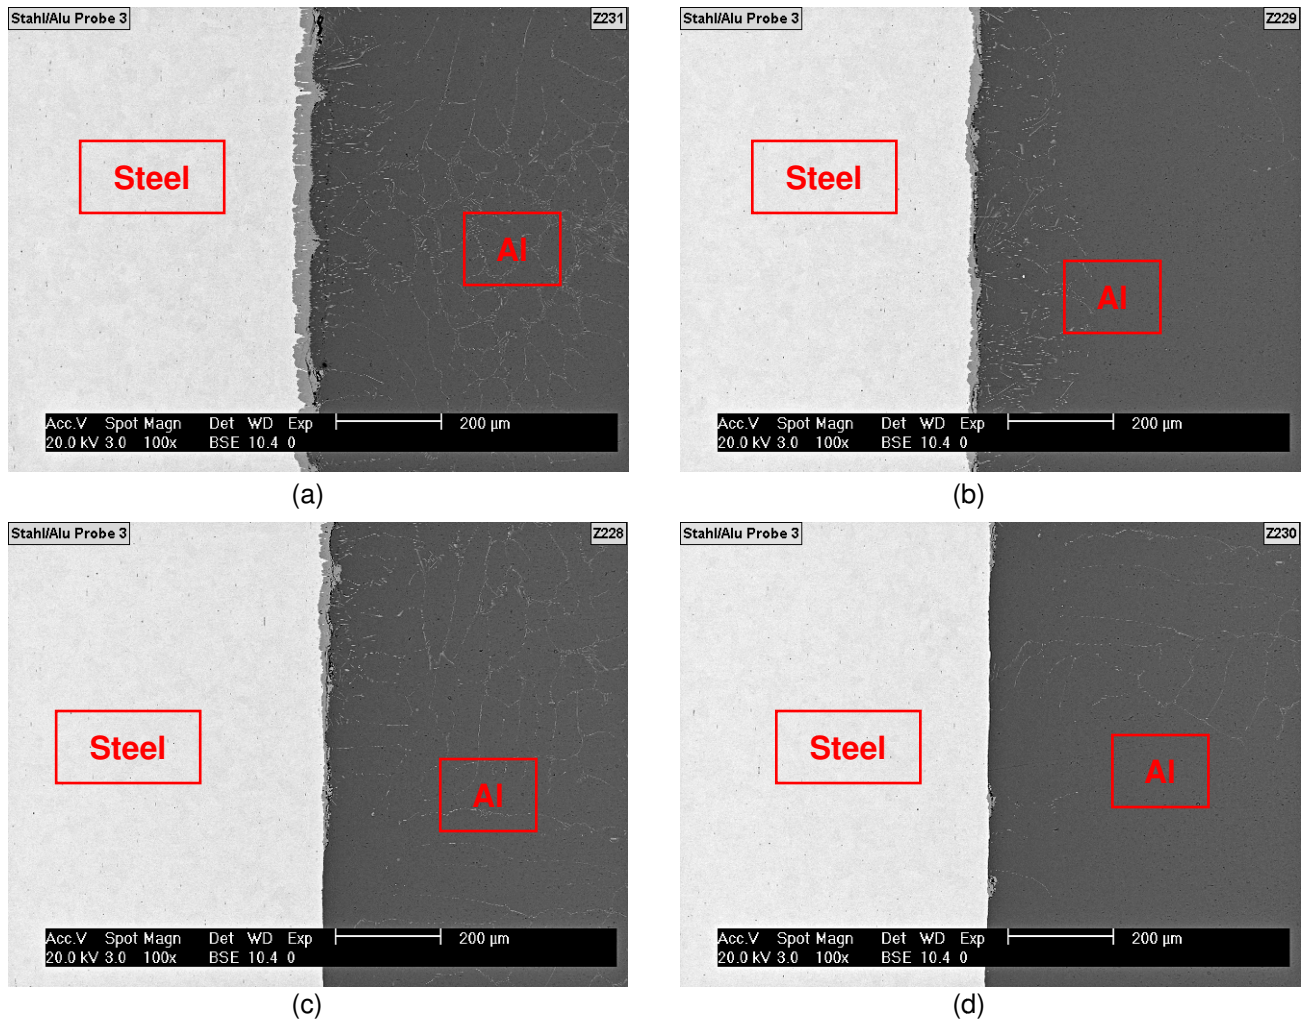 Stahl/Alu Probe 3 Z231
Steel
Al
Acc.V Spot Magn Det WD Exp 200 µm
20.0 kV 3.0 100x BSE 10.4 0
(a)
Stahl/Alu Probe 3 Z229
Steel
Al
Acc.V Spot Magn Det WD Exp 200 µm
20.0 kV 3.0 100x BSE 10.4 0
(b)
Stahl/Alu Probe 3 Z228
Steel
Al
Acc.V Spot Magn Det WD Exp 200 µm
20.0 kV 3.0 100x BSE 10.4 0
(c)
Stahl/Alu Probe 3 Z230
Steel
Al
Acc.V Spot Magn Det WD Exp 200 µm
20.0 kV 3.0 100x BSE 10.4 0
(d)